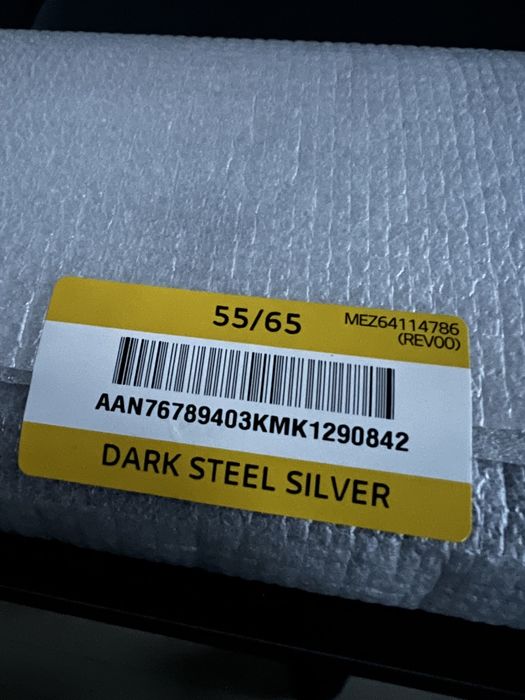 55/65
MEZ64114786
(REV00)
AAN76789403KMK1290842
DARK STEEL SILVER